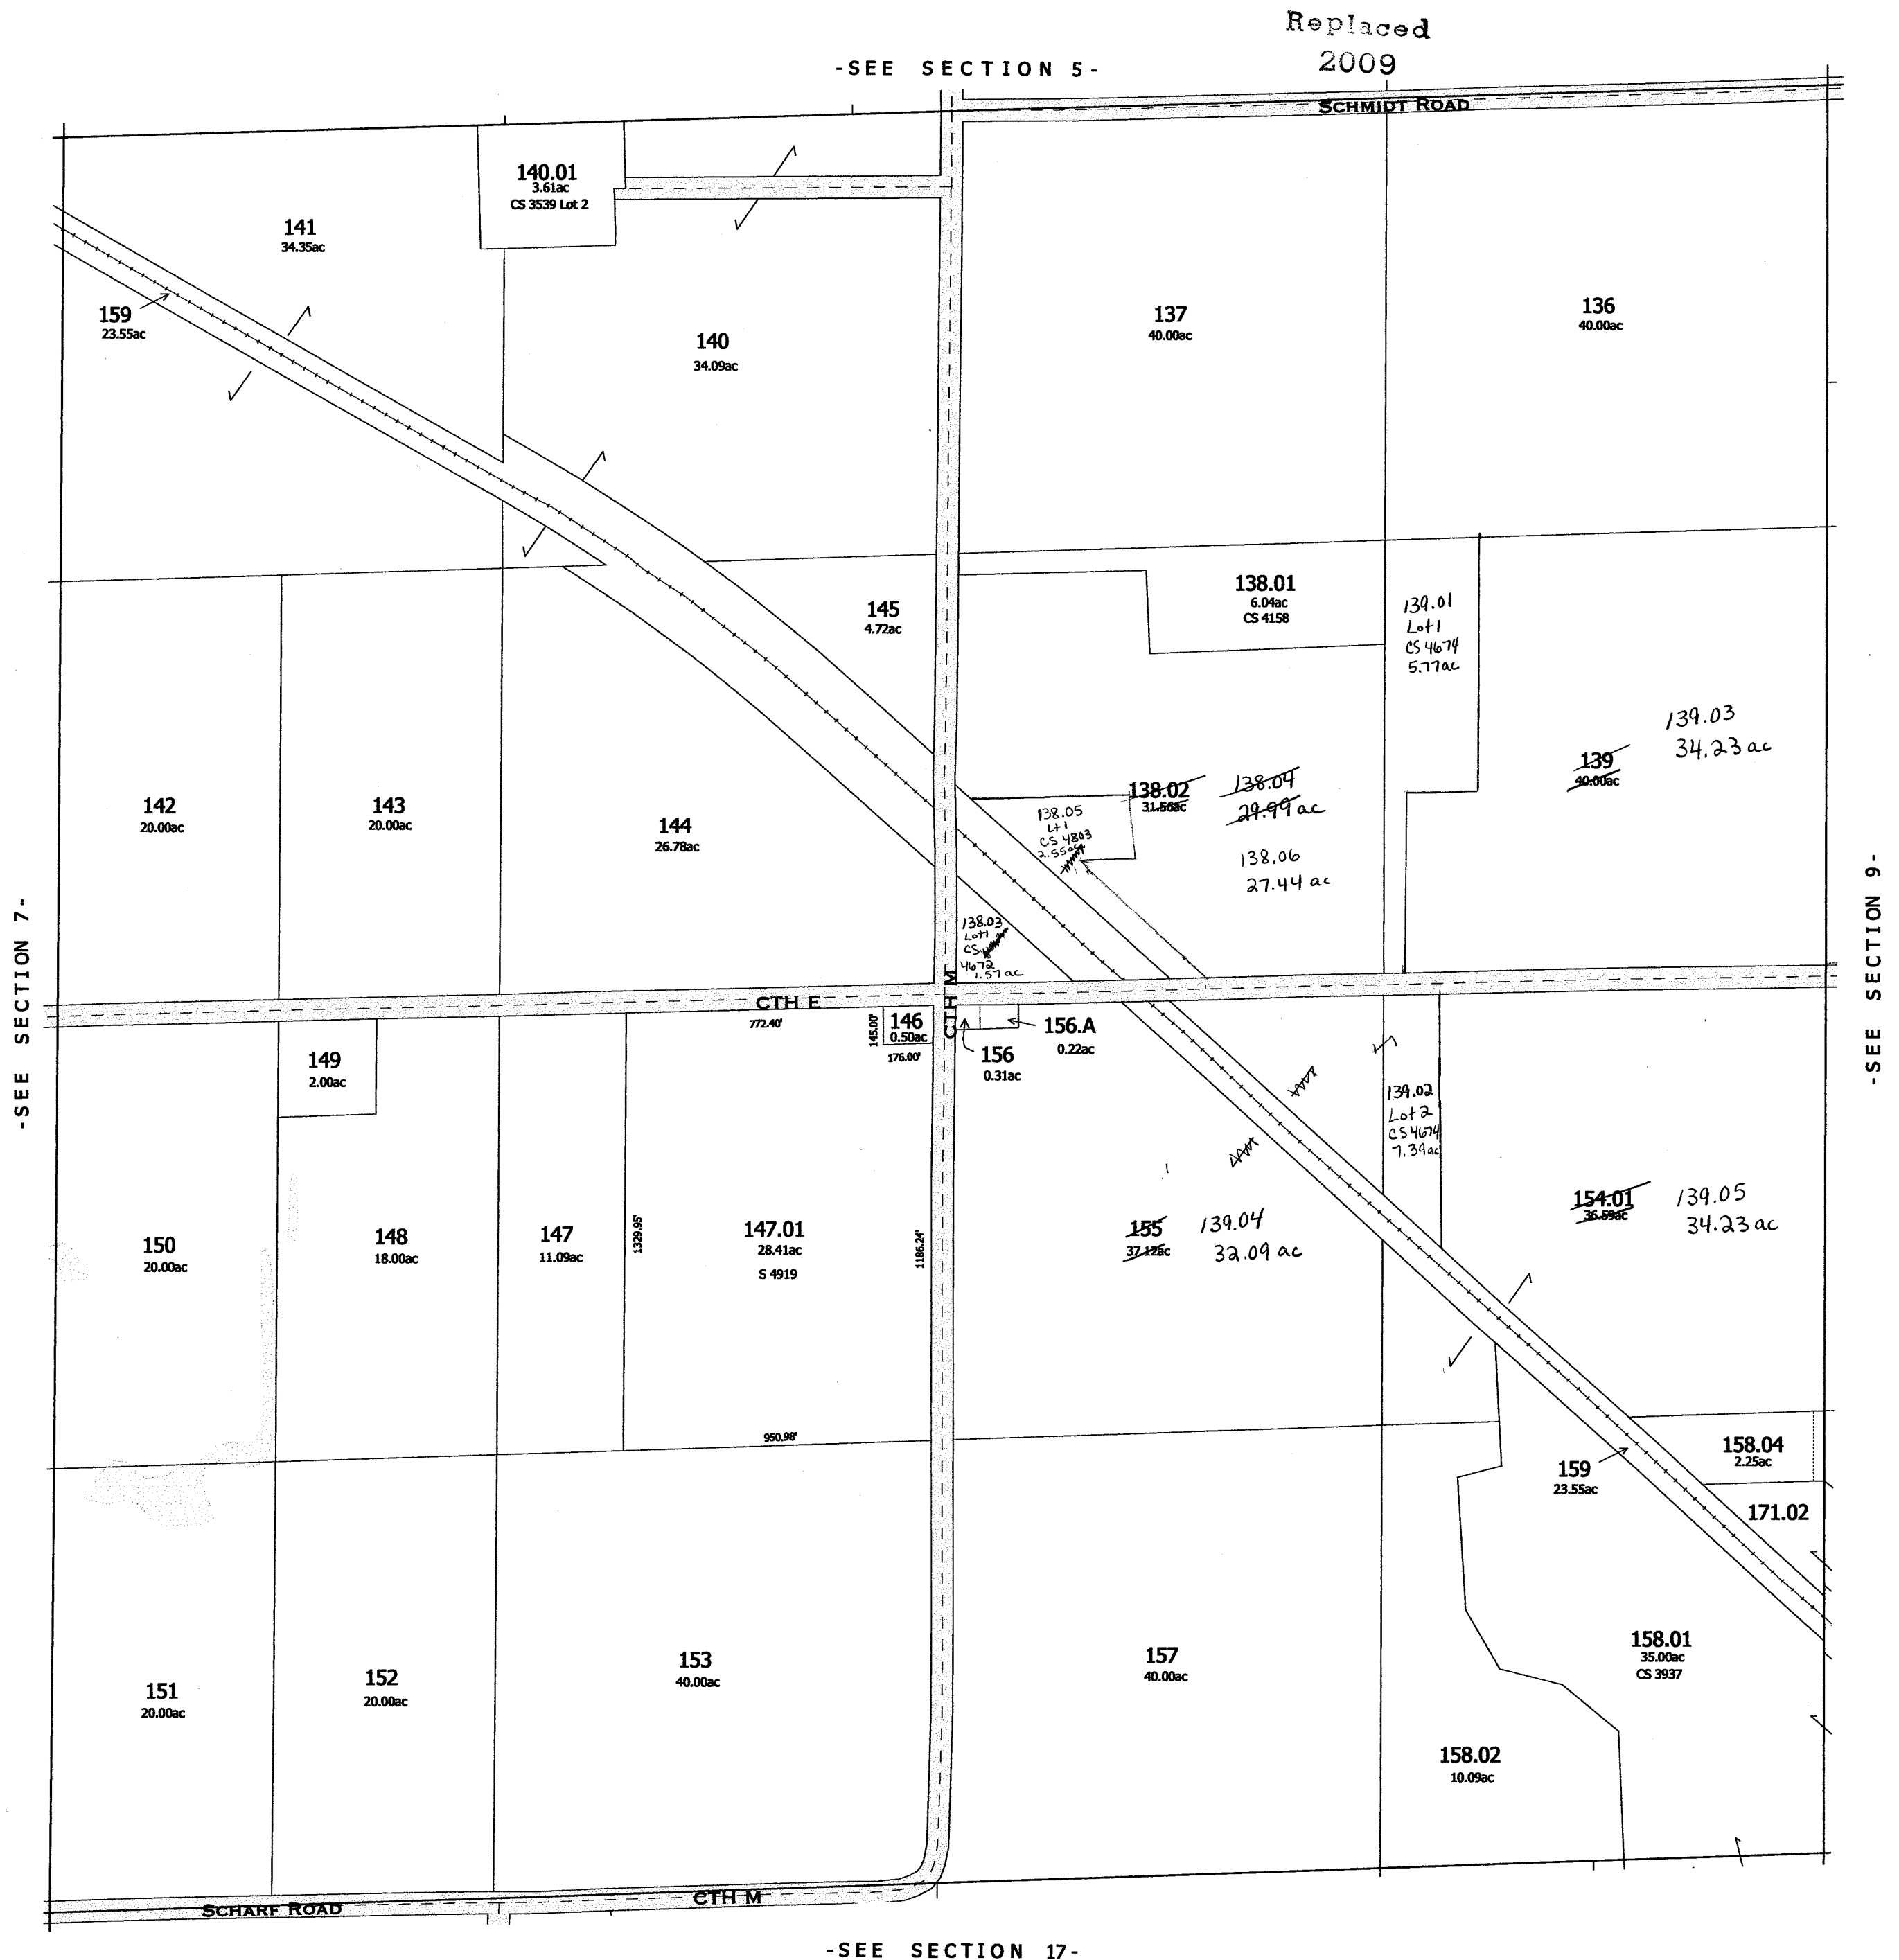 Replaced
2009
-SEE SECTION 5-
SCHMIDT ROAD
140.01
3.61ac
CS 3539 Lot 2
141
34.35ac
159
23.55ac
140
34.09ac
137
40.00ac
136
40.00ac
145
4.72ac
138.01
6.04ac
CS 4158
139.01
Lot 1
CS 4674
5.77ac
139.03
34.23 ac
139
40.00ac
142
20.00ac
143
20.00ac
144
26.78ac
138.02
31.56ac
138.04
29.99 ac
138.05
Lt 1
CS 4803
2.55ac
138.06
27.44 ac
138.03
Lot 1
CS
4672
1.57 ac
-SEE SECTION 7-
-SEE SECTION 9-
CTH E
CTH M
772.40'
145.00'
146
0.50ac
176.00'
156
0.31ac
156.A
0.22ac
149
2.00ac
139.02
Lot 2
CS 4674
7.39ac
150
20.00ac
148
18.00ac
147
11.09ac
1329.95'
147.01
28.41ac
S 4919
1186.24'
155
37.12ac
139.04
32.09 ac
154.01
36.59ac
139.05
34.23 ac
950.98'
158.04
2.25ac
159
23.55ac
171.02
151
20.00ac
152
20.00ac
153
40.00ac
157
40.00ac
158.01
35.00ac
CS 3937
158.02
10.09ac
SCHARF ROAD
CTH M
-SEE SECTION 17-